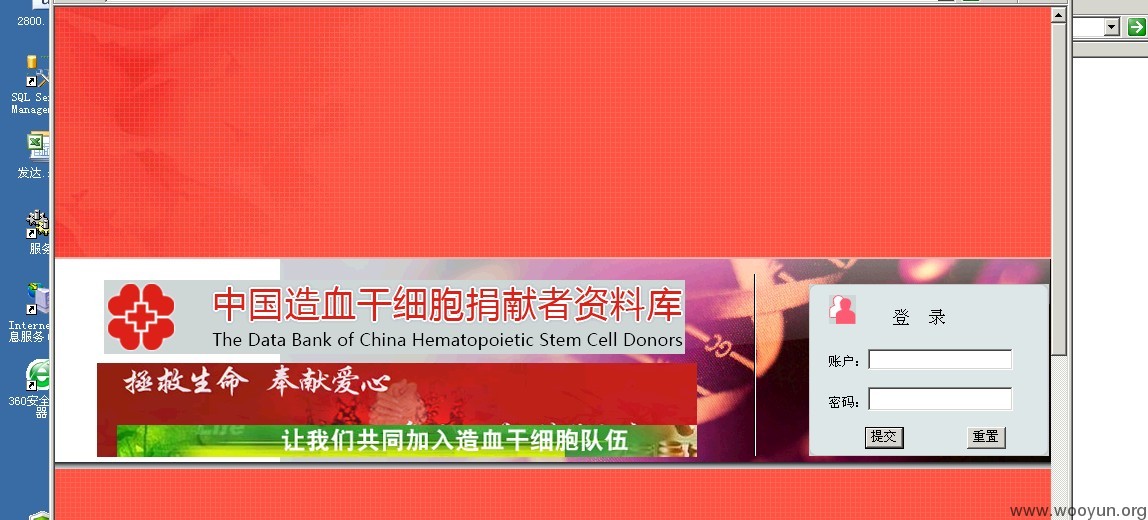 2800.
SQL Se
Manage
发达.
服务
Internet
息服务
360安全
器
中国造血干细胞捐献者资料库
The Data Bank of China Hematopoietic Stem Cell Donors
拯救生命 奉献爱心
Life
让我们共同加入造血干细胞队伍
登 录
账户：
密码：
提交 重置
www.wooyun.org